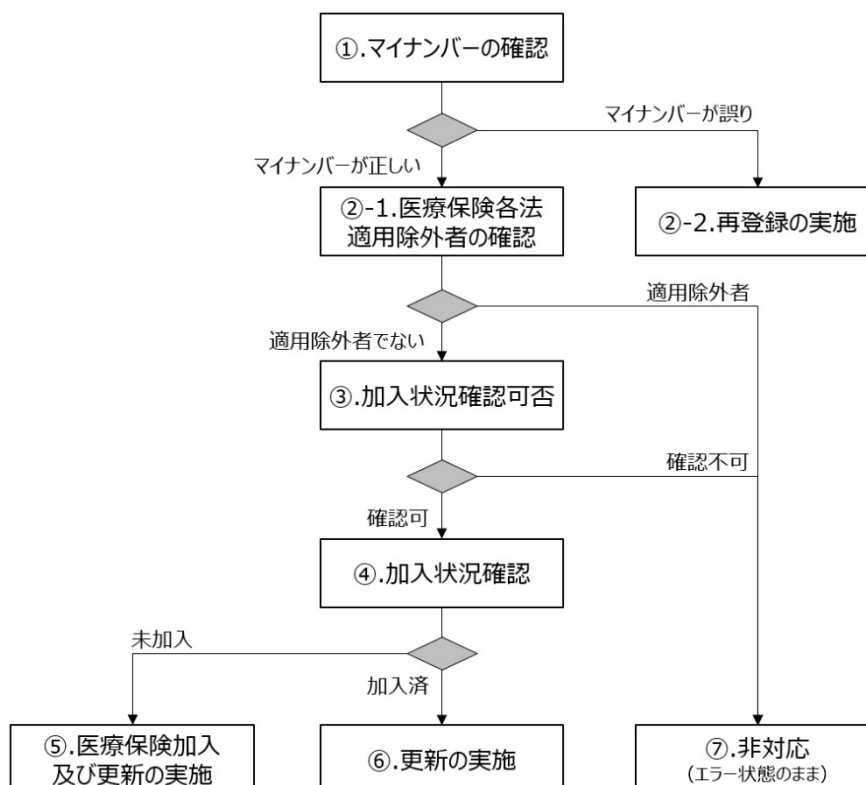 ①.マイナンバーの確認
マイナンバーが誤り
マイナンバーが正しい
②-1.医療保険各法
適用除外者の確認
②-2.再登録の実施
適用除外者
適用除外者でない
③.加入状況確認可否
確認不可
確認可
④.加入状況確認
未加入
加入済
⑤.医療保険加入
及び更新の実施
⑥.更新の実施
⑦.非対応
(エラー状態のまま)